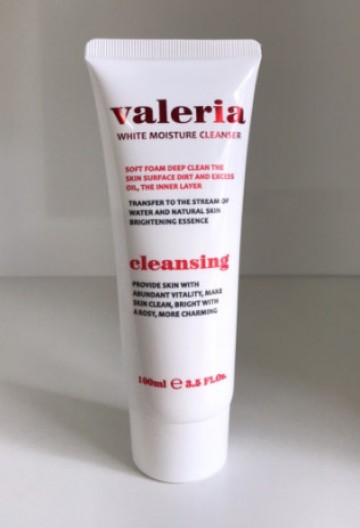 valeria
WHITE MOISTURE CLEANSER
SOFT FOAM DEEP CLEAN THE
SKIN SURFACE DIRT AND EXCESS
OIL, THE INNER LAYER
TRANSFER TO THE STREAM OF
WATER AND NATURAL SKIN
BRIGHTENING ESSENCE
cleansing
PROVIDE SKIN WITH
ABUNDANT VITALITY, MAKE
SKIN CLEAN, BRIGHT WITH
A ROSY, MORE CHARMING
100ml ℮ 3.5 FL.Oz.